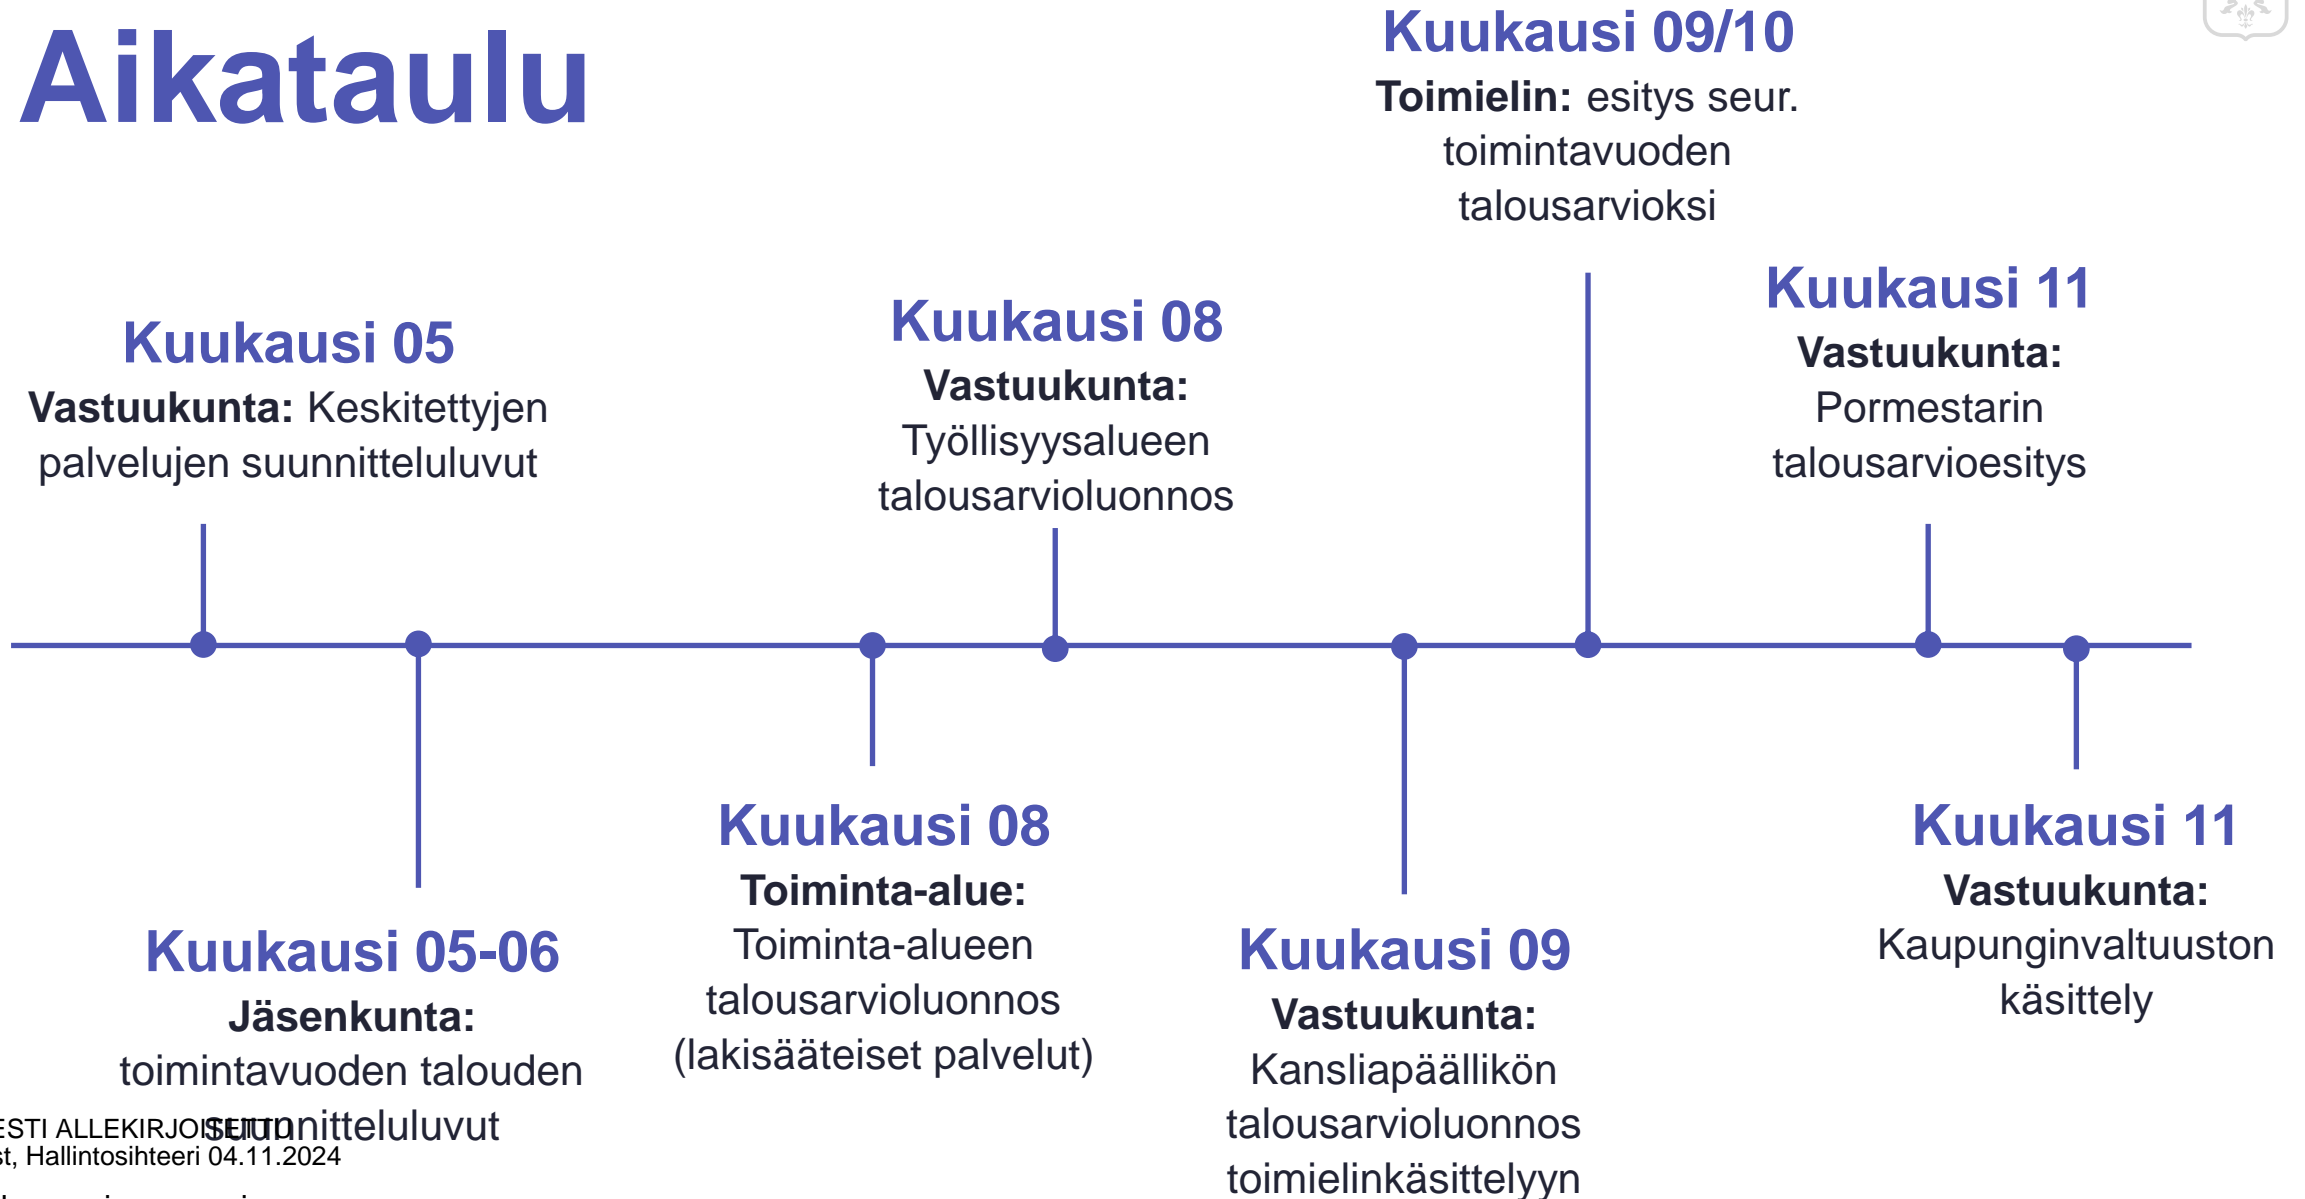 Aikataulu
Kuukausi 05
Vastuukunta: Keskitettyjen
palvelujen suunnitteluluvut
Kuukausi 05-06
Jäsenkunta:
toimintavuoden talouden
suunnitteluluvut
Kuukausi 08
Toiminta-alue:
Toiminta-alueen
talousarvioluonnos
(lakisääteiset palvelut)
Kuukausi 08
Vastuukunta:
Työllisyysalueen
talousarvioluonnos
Kuukausi 09
Vastuukunta:
Kansliapäällikön
talousarvioluonnos
toimielinkäsittelyyn
Kuukausi 09/10
Toimielin: esitys seur.
toimintavuoden
talousarvioksi
Kuukausi 11
Vastuukunta:
Pormestarin
talousarvioesitys
Kuukausi 11
Vastuukunta:
Kaupunginvaltuuston
käsittely
ALLEKIRJOITETTU
Hallintosihteeri 04.11.2024